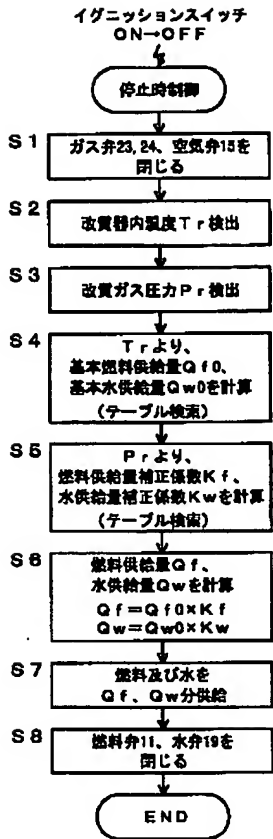 イグニッションスイッチ
ON→OFF
停止時制御
S1
ガス弁23,24、空気弁15を
閉じる
S2
改質器内温度Tr検出
S3
改質ガス圧力Pr検出
S4
Trより、
基本燃料供給量Qf0、
基本水供給量Qw0を計算
(テーブル検索)
S5
Prより、
燃料供給量補正係数Kf、
水供給量補正係数Kwを計算
(テーブル検索)
S6
燃料供給量Qf、
水供給量Qwを計算
Qf=Qf0×Kf
Qw=Qw0×Kw
S7
燃料及び水を
Qf、Qw分供給
S8
燃料弁11、水弁19を
閉じる
END